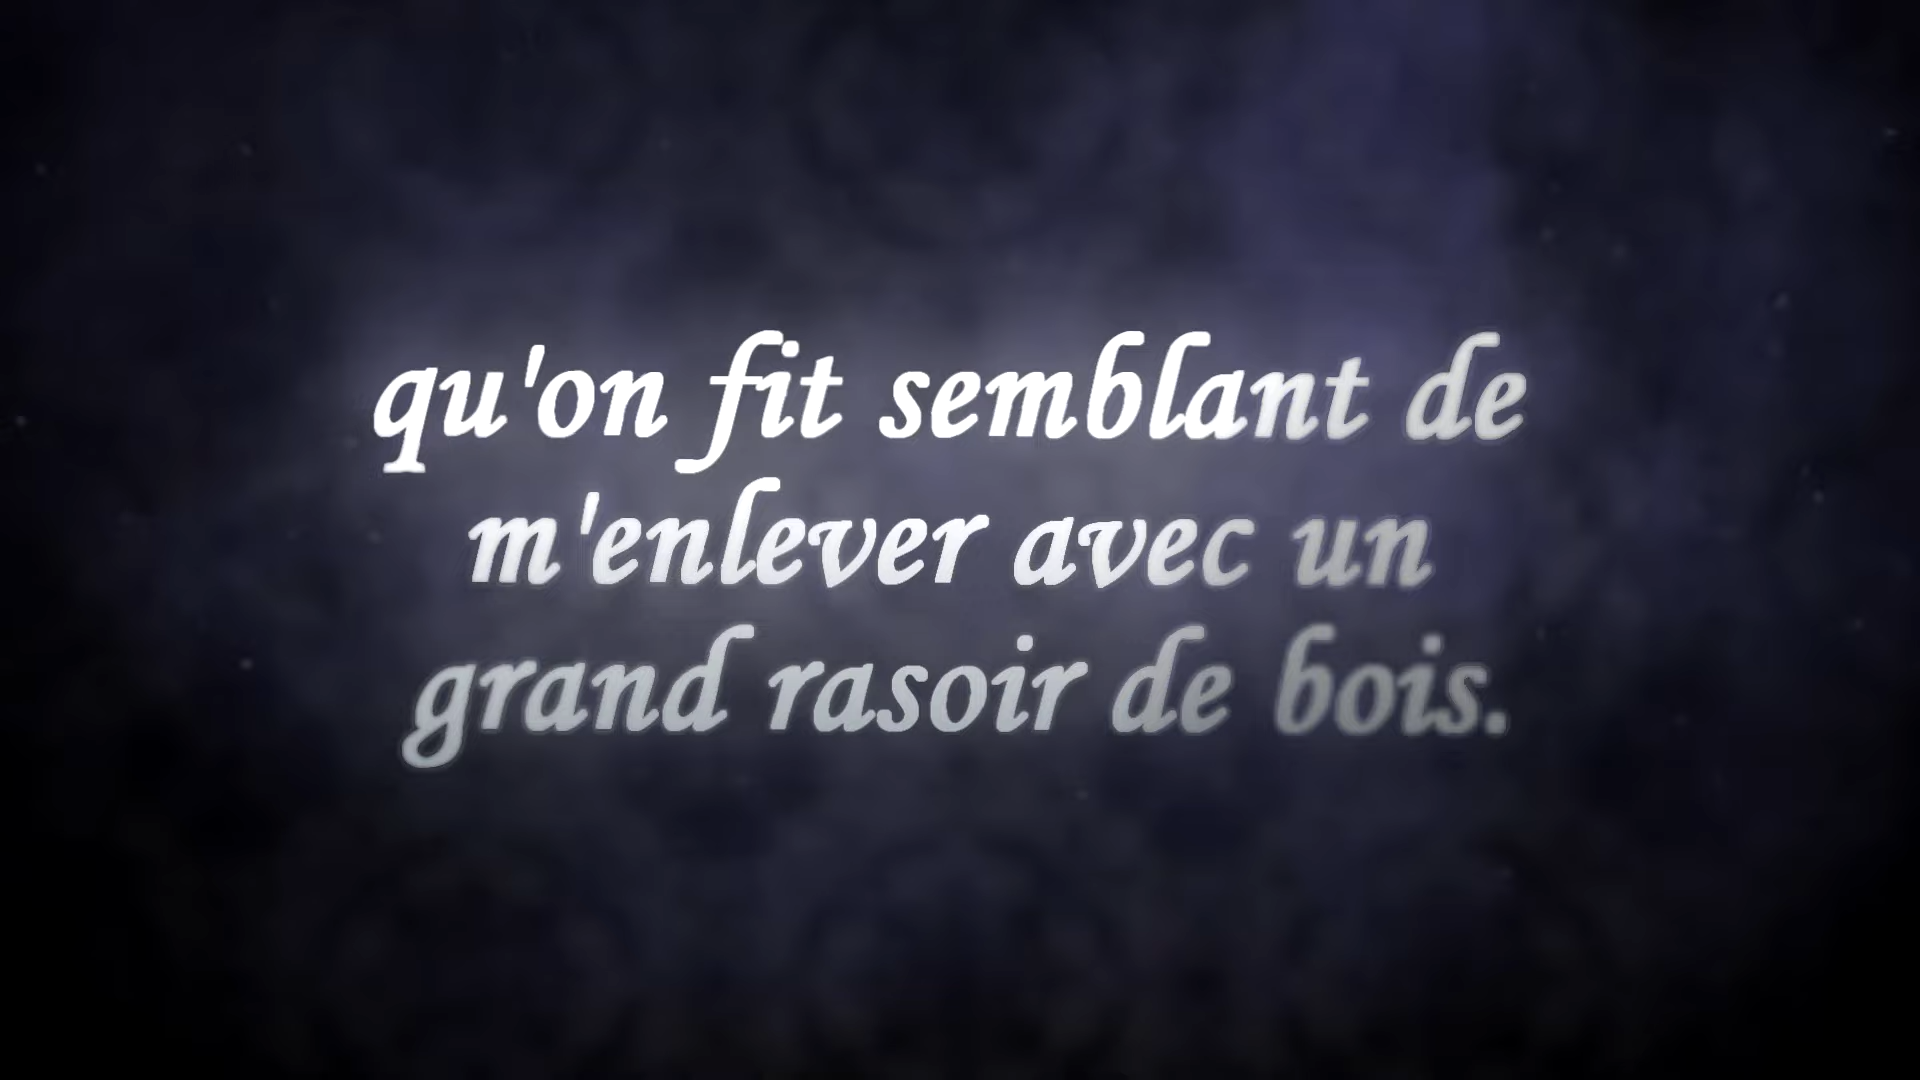 qu'on fit semblant de
m'enlever avec un
grand rasoir de bois.